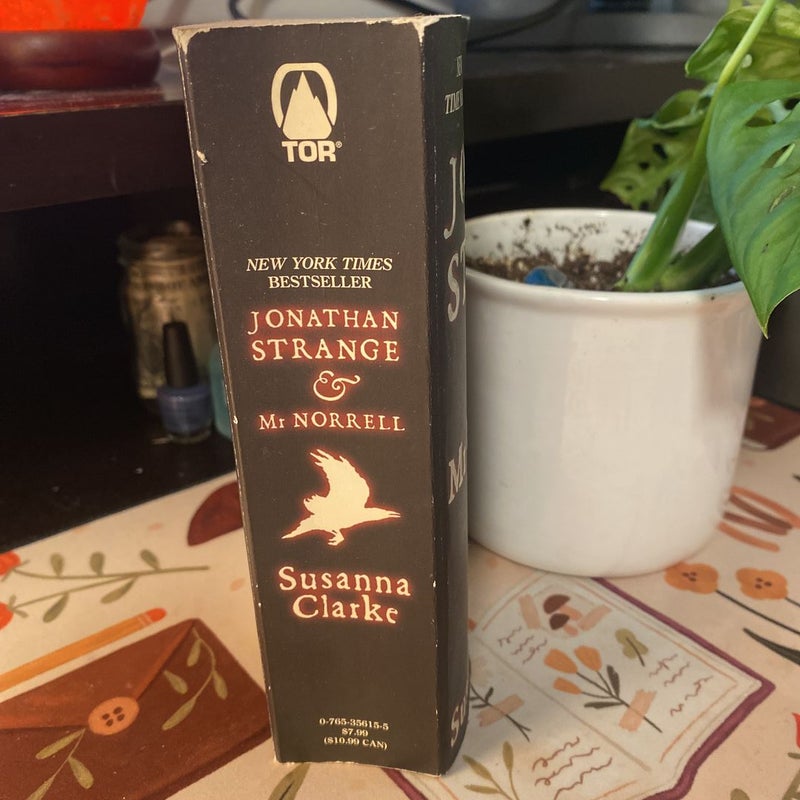 TOR®
NEW YORK TIMES
BESTSELLER
JONATHAN
STRANGE
&
Mr NORRELL
Susanna
Clarke
0-765-35615-5
$7.99
($10.99 CAN)